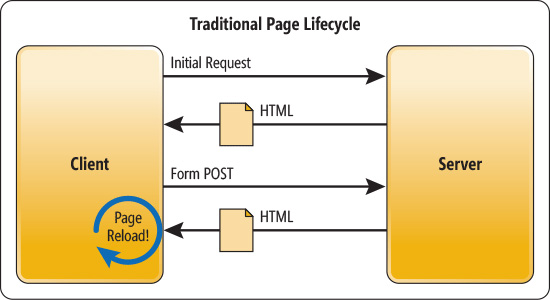 Traditional Page Lifecycle
Initial Request
HTML
Client
Server
Form POST
Page
Reload!
HTML